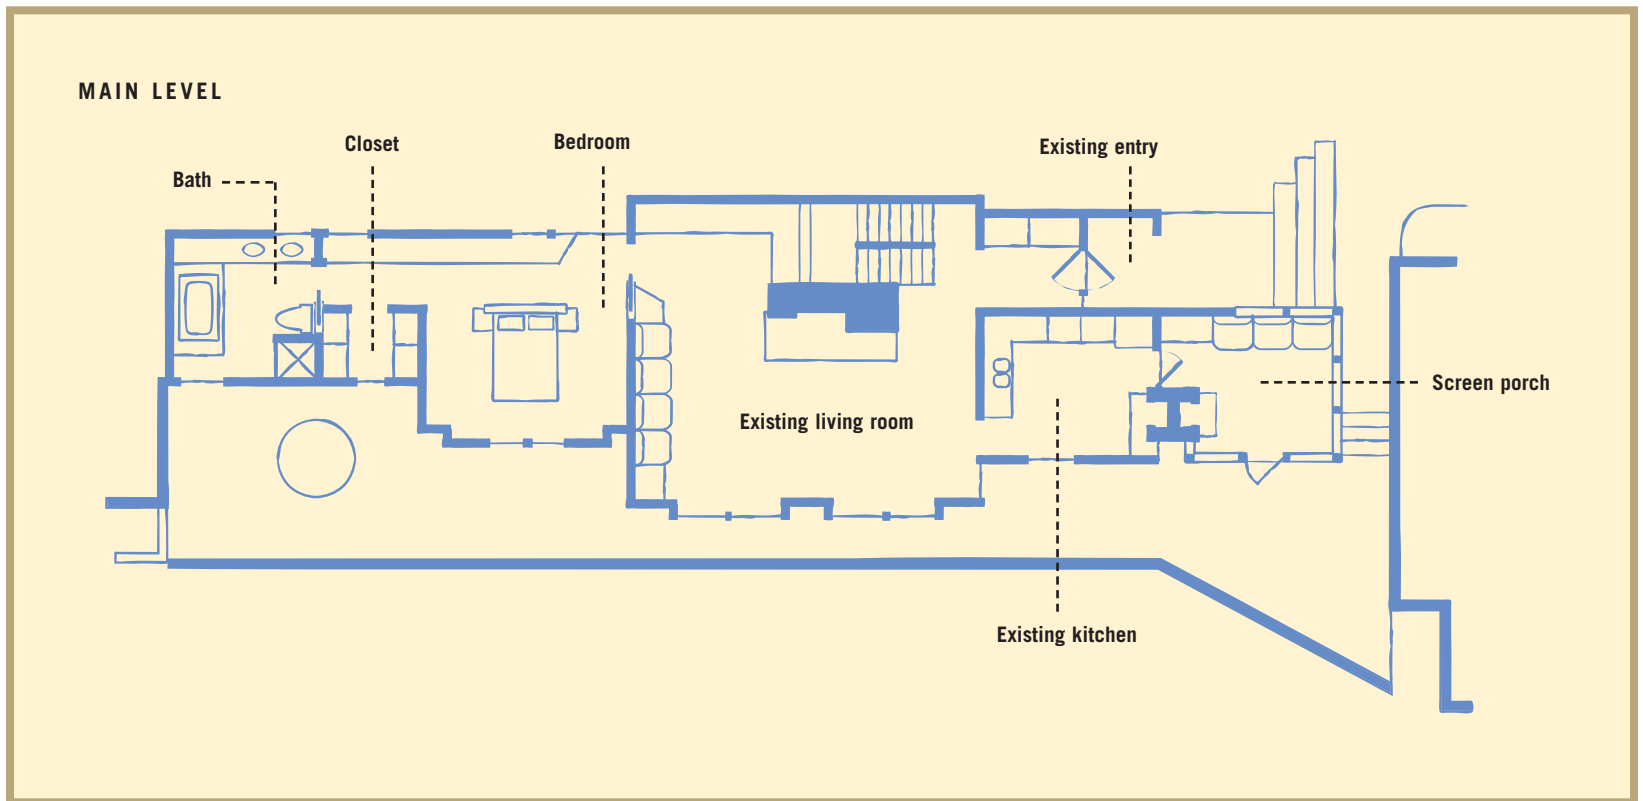 MAIN LEVEL
Bath
Closet
Bedroom
Existing entry
Screen porch
Existing living room
Existing kitchen